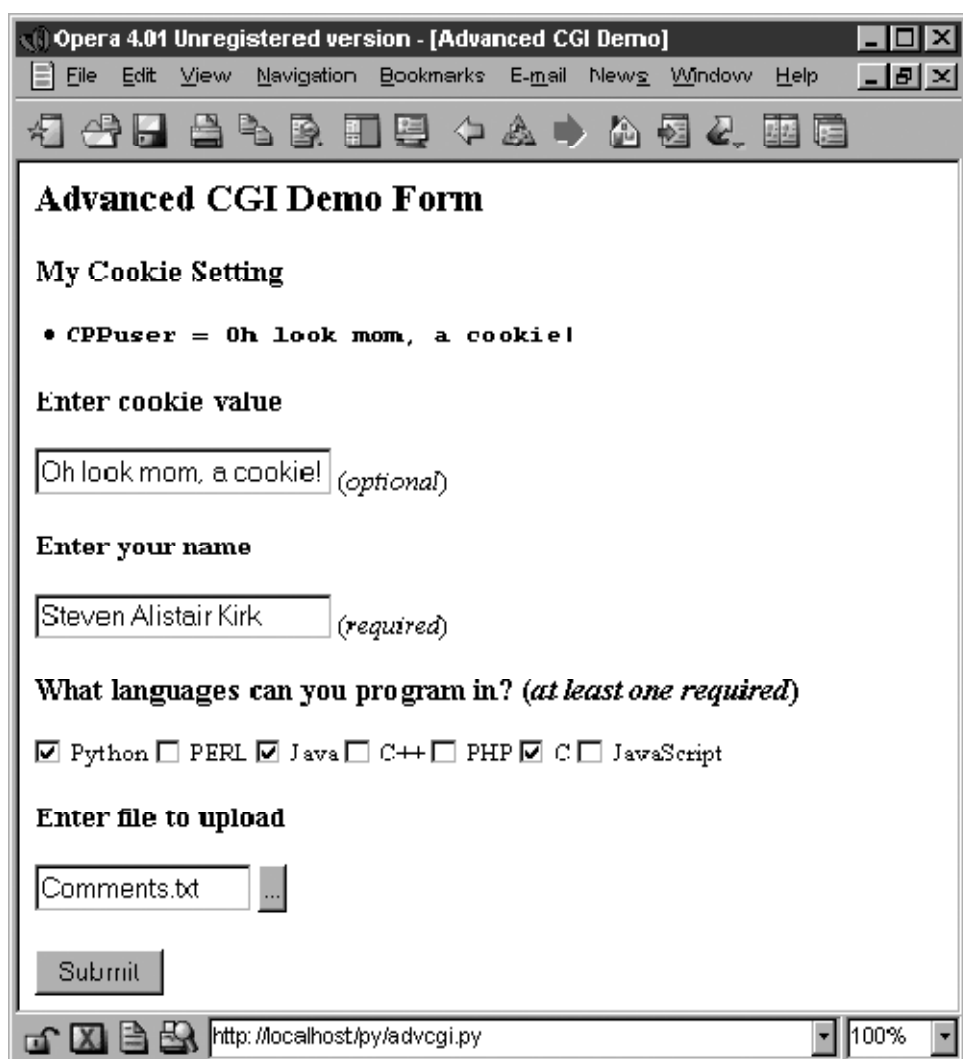 Opera 4.01 Unregistered version - [Advanced CGI Demo]
File Edit View Navigation Bookmarks E-mail News Window Help
Advanced CGI Demo Form
My Cookie Setting
• CPPuser = Oh look mom, a cookie!
Enter cookie value
Oh look mom, a cookie! (optional)
Enter your name
Steven Alistair Kirk (required)
What languages can you program in? (at least one required)
Python PERL Java C++ PHP C JavaScript
Enter file to upload
Comments.txt ...
Submit
http://localhost/py/advcgi.py 100%